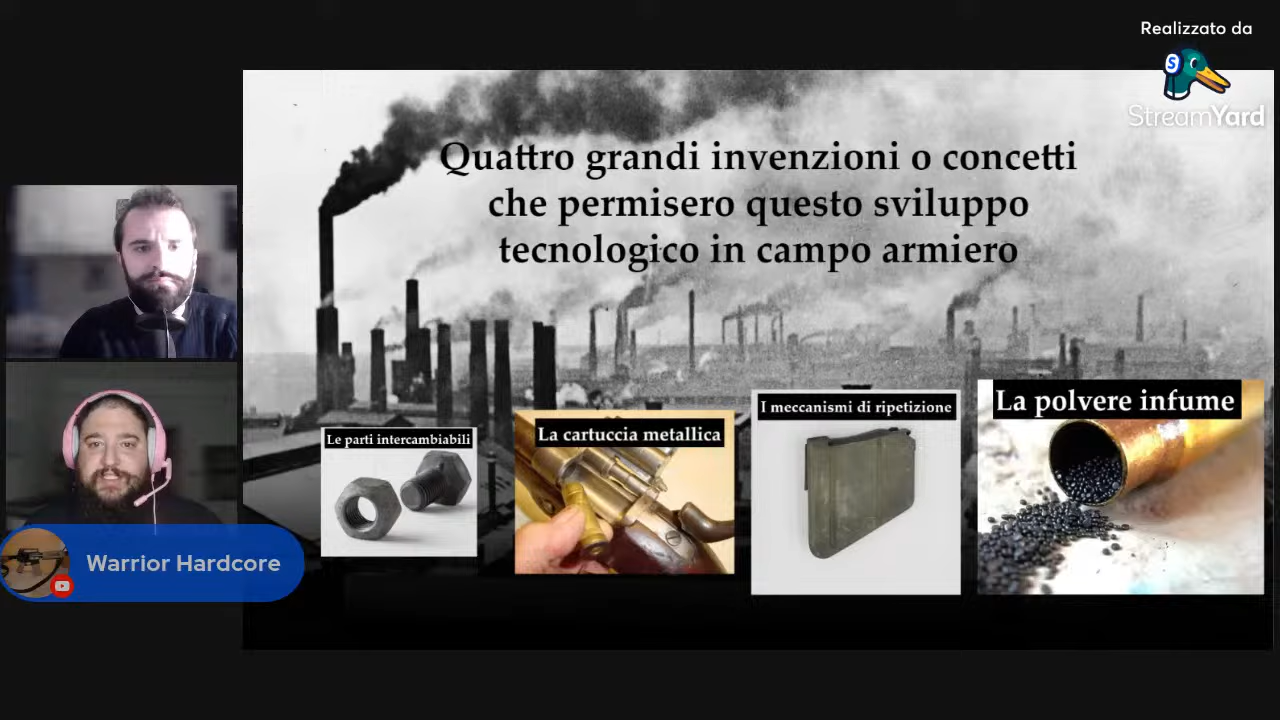 Realizzato da
StreamYard
Quattro grandi invenzioni o concetti
che permisero questo sviluppo
tecnologico in campo armiero
Le parti intercambiabili
La cartuccia metallica
I meccanismi di ripetizione
La polvere infume
Warrior Hardcore